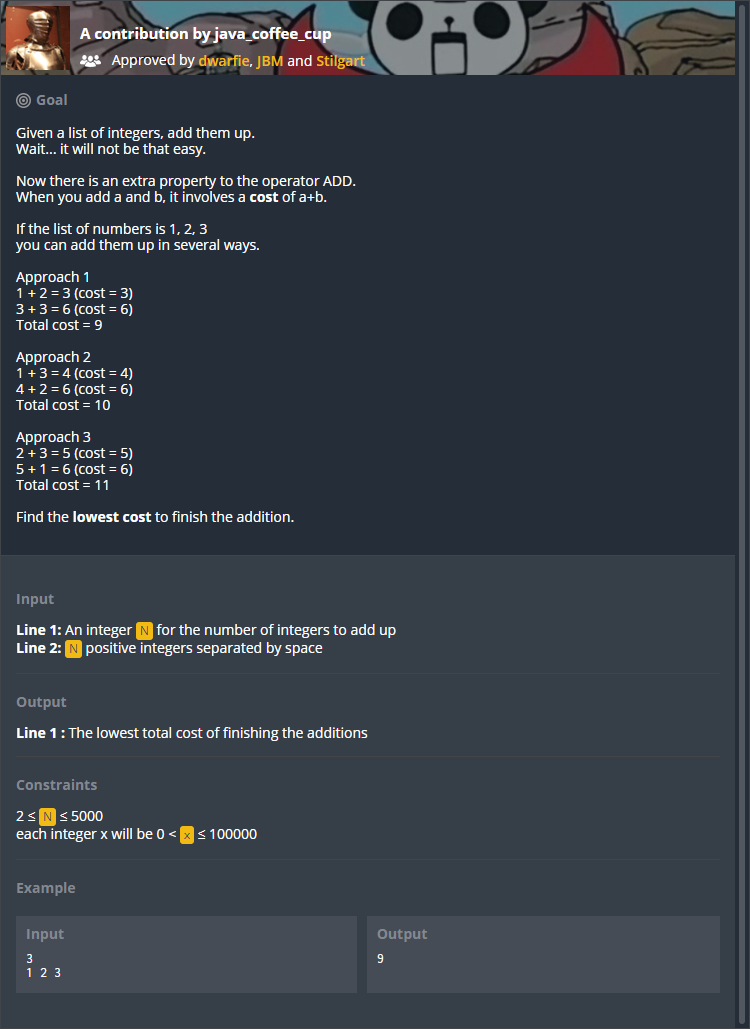 A contribution by java_coffee_cup
Approved by dwarfie, JBM and Stilgart
Goal
Given a list of integers, add them up.
Wait... it will not be that easy.
Now there is an extra property to the operator ADD.
When you add a and b, it involves a cost of a+b.
If the list of numbers is 1, 2, 3
you can add them up in several ways.
Approach 1
1 + 2 = 3 (cost = 3)
3 + 3 = 6 (cost = 6)
Total cost = 9
Approach 2
1 + 3 = 4 (cost = 4)
4 + 2 = 6 (cost = 6)
Total cost = 10
Approach 3
2 + 3 = 5 (cost = 5)
5 + 1 = 6 (cost = 6)
Total cost = 11
Find the lowest cost to finish the addition.
Input
Line 1: An integer N for the number of integers to add up
Line 2: N positive integers separated by space
Output
Line 1 : The lowest total cost of finishing the additions
Constraints
2 ≤ N ≤ 5000
each integer x will be 0 < x ≤ 100000
Example
Input
3
1 2 3
Output
9